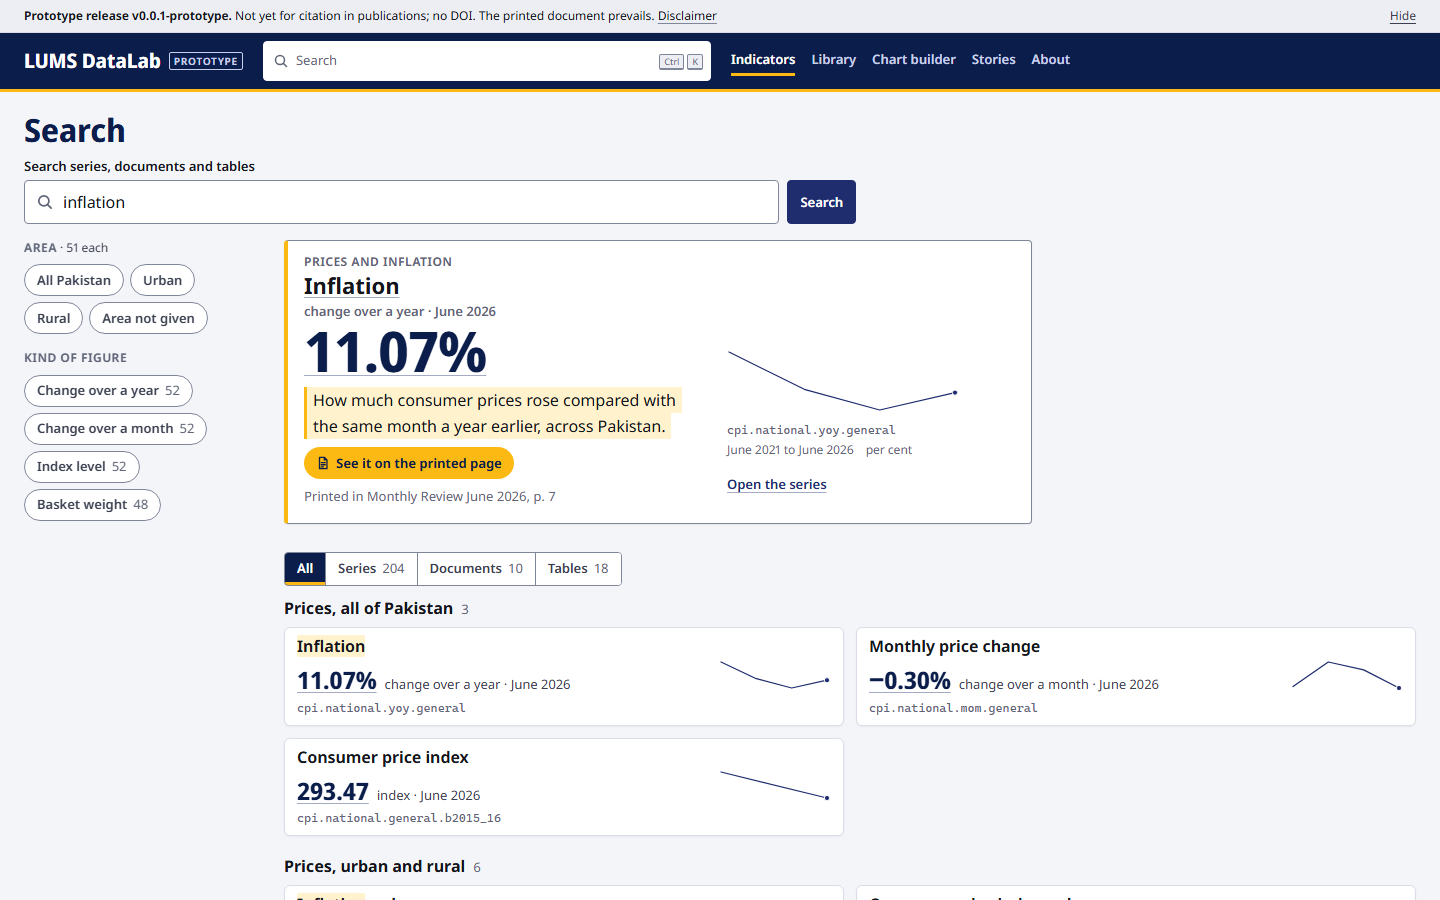 Prototype release v0.0.1-prototype. Not yet for citation in publications; no DOI. The printed document prevails. Disclaimer
Hide
LUMS DataLab PROTOTYPE
Search Ctrl K
Indicators Library Chart builder Stories About
Search
Search series, documents and tables
inflation
Search
AREA · 51 each
All Pakistan Urban
Rural Area not given
KIND OF FIGURE
Change over a year 52
Change over a month 52
Index level 52
Basket weight 48
PRICES AND INFLATION
Inflation
change over a year · June 2026
11.07%
How much consumer prices rose compared with
the same month a year earlier, across Pakistan.
See it on the printed page
Printed in Monthly Review June 2026, p. 7
cpi.national.yoy.general
June 2021 to June 2026 per cent
Open the series
All Series 204 Documents 10 Tables 18
Prices, all of Pakistan 3
Inflation
11.07% change over a year · June 2026
cpi.national.yoy.general
Monthly price change
−0.30% change over a month · June 2026
cpi.national.mom.general
Consumer price index
293.47 index · June 2026
cpi.national.general.b2015_16
Prices, urban and rural 6